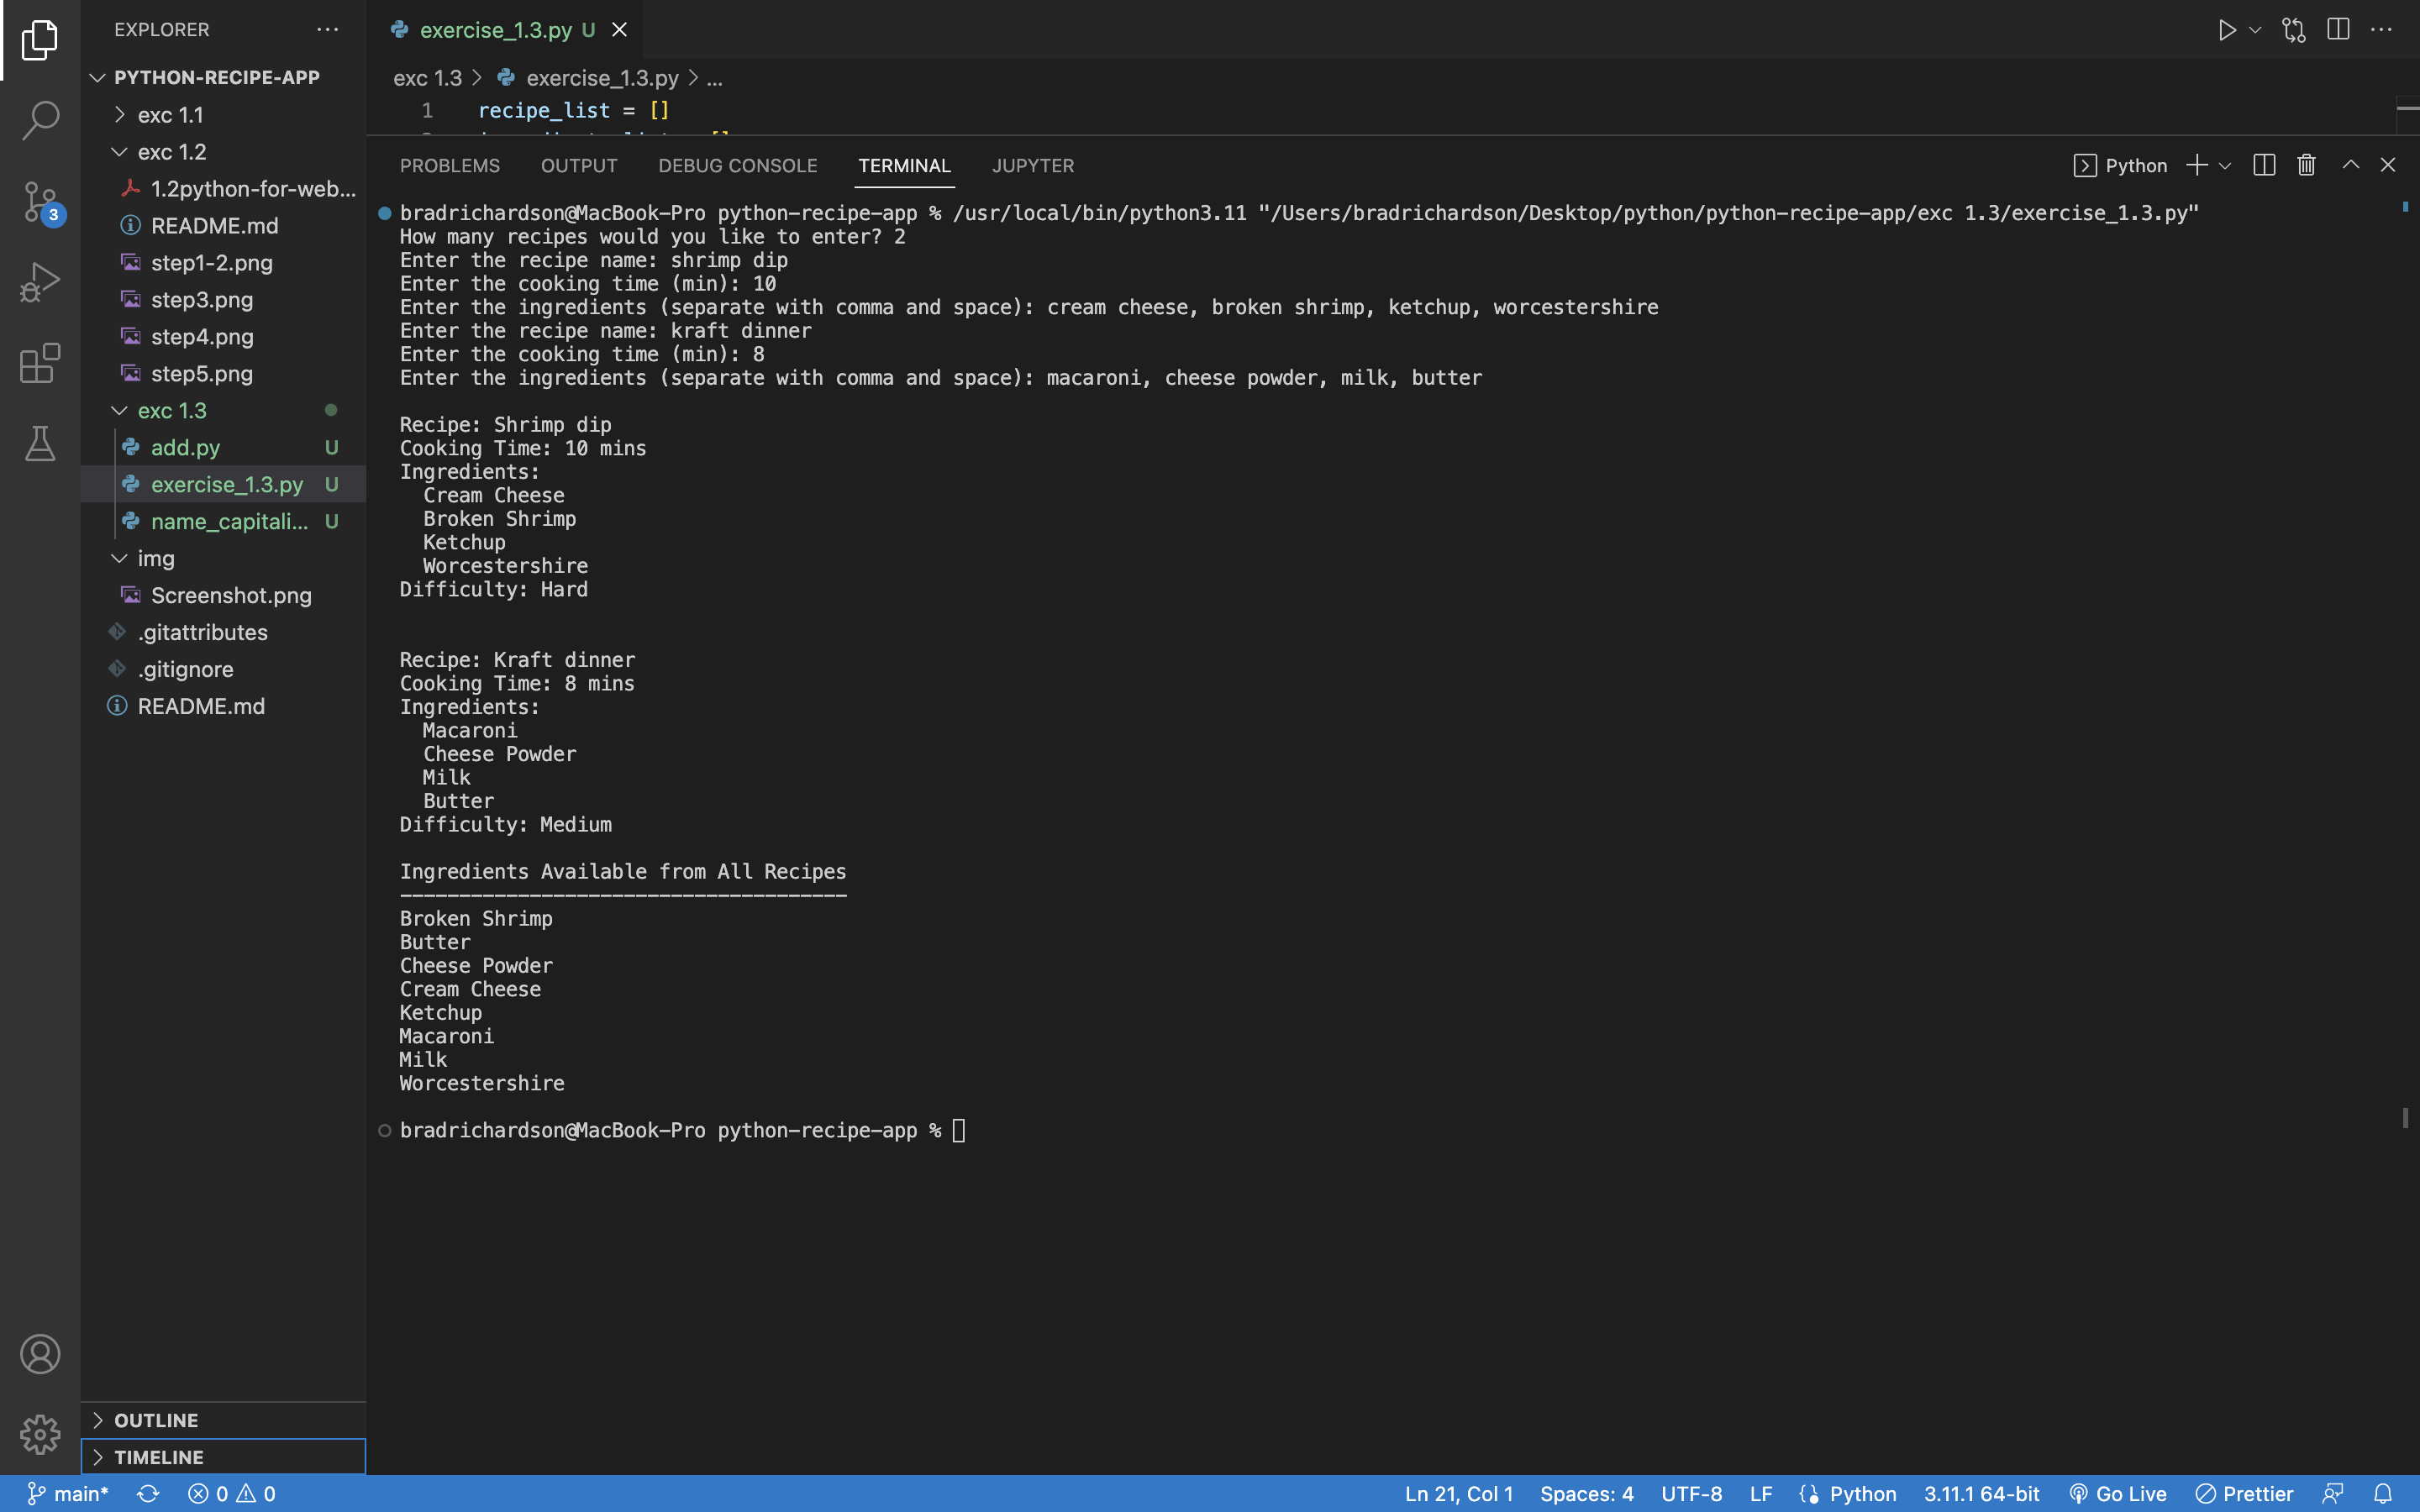 EXPLORER
PYTHON-RECIPE-APP
exc 1.1
exc 1.2
1.2python-for-web...
README.md
step1-2.png
step3.png
step4.png
step5.png
exc 1.3
add.py U
exercise_1.3.py U
name_capitali... U
img
Screenshot.png
.gitattributes
.gitignore
README.md
OUTLINE
TIMELINE
3
exercise_1.3.py U
exc 1.3 > exercise_1.3.py > ...
1 recipe_list = []
PROBLEMS OUTPUT DEBUG CONSOLE TERMINAL JUPYTER
Python
bradrichardson@MacBook-Pro python-recipe-app % /usr/local/bin/python3.11 "/Users/bradrichardson/Desktop/python/python-recipe-app/exc 1.3/exercise_1.3.py"
How many recipes would you like to enter? 2
Enter the recipe name: shrimp dip
Enter the cooking time (min): 10
Enter the ingredients (separate with comma and space): cream cheese, broken shrimp, ketchup, worcestershire
Enter the recipe name: kraft dinner
Enter the cooking time (min): 8
Enter the ingredients (separate with comma and space): macaroni, cheese powder, milk, butter
Recipe: Shrimp dip
Cooking Time: 10 mins
Ingredients:
Cream Cheese
Broken Shrimp
Ketchup
Worcestershire
Difficulty: Hard
Recipe: Kraft dinner
Cooking Time: 8 mins
Ingredients:
Macaroni
Cheese Powder
Milk
Butter
Difficulty: Medium
Ingredients Available from All Recipes
--------------------------------------
Broken Shrimp
Butter
Cheese Powder
Cream Cheese
Ketchup
Macaroni
Milk
Worcestershire
bradrichardson@MacBook-Pro python-recipe-app %
main* 0 0 Ln 21, Col 1 Spaces: 4 UTF-8 LF Python 3.11.1 64-bit Go Live Prettier